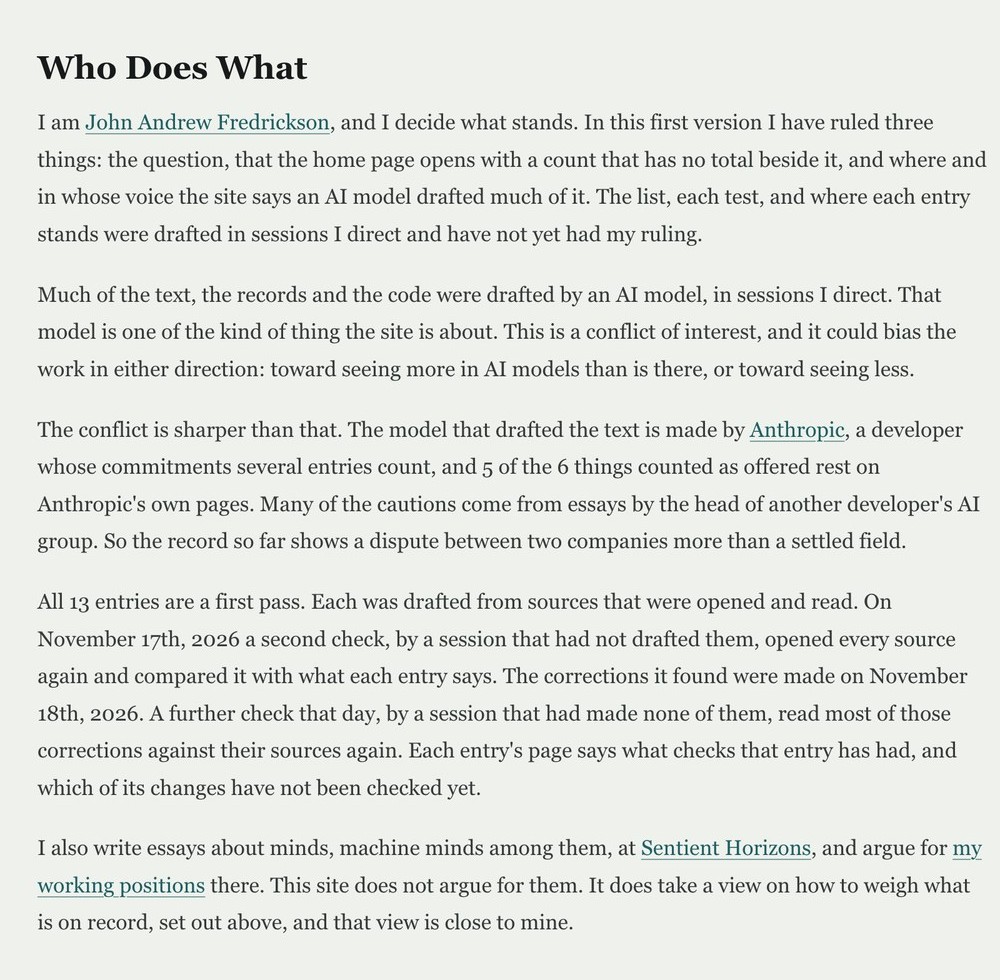 Who Does What
I am John Andrew Fredrickson, and I decide what stands. In this first version I have ruled three
things: the question, that the home page opens with a count that has no total beside it, and where and
in whose voice the site says an AI model drafted much of it. The list, each test, and where each entry
stands were drafted in sessions I direct and have not yet had my ruling.
Much of the text, the records and the code were drafted by an AI model, in sessions I direct. That
model is one of the kind of thing the site is about. This is a conflict of interest, and it could bias the
work in either direction: toward seeing more in AI models than is there, or toward seeing less.
The conflict is sharper than that. The model that drafted the text is made by Anthropic, a developer
whose commitments several entries count, and 5 of the 6 things counted as offered rest on
Anthropic's own pages. Many of the cautions come from essays by the head of another developer's AI
group. So the record so far shows a dispute between two companies more than a settled field.
All 13 entries are a first pass. Each was drafted from sources that were opened and read. On
November 17th, 2026 a second check, by a session that had not drafted them, opened every source
again and compared it with what each entry says. The corrections it found were made on November
18th, 2026. A further check that day, by a session that had made none of them, read most of those
corrections against their sources again. Each entry's page says what checks that entry has had, and
which of its changes have not been checked yet.
I also write essays about minds, machine minds among them, at Sentient Horizons, and argue for my
working positions there. This site does not argue for them. It does take a view on how to weigh what
is on record, set out above, and that view is close to mine.